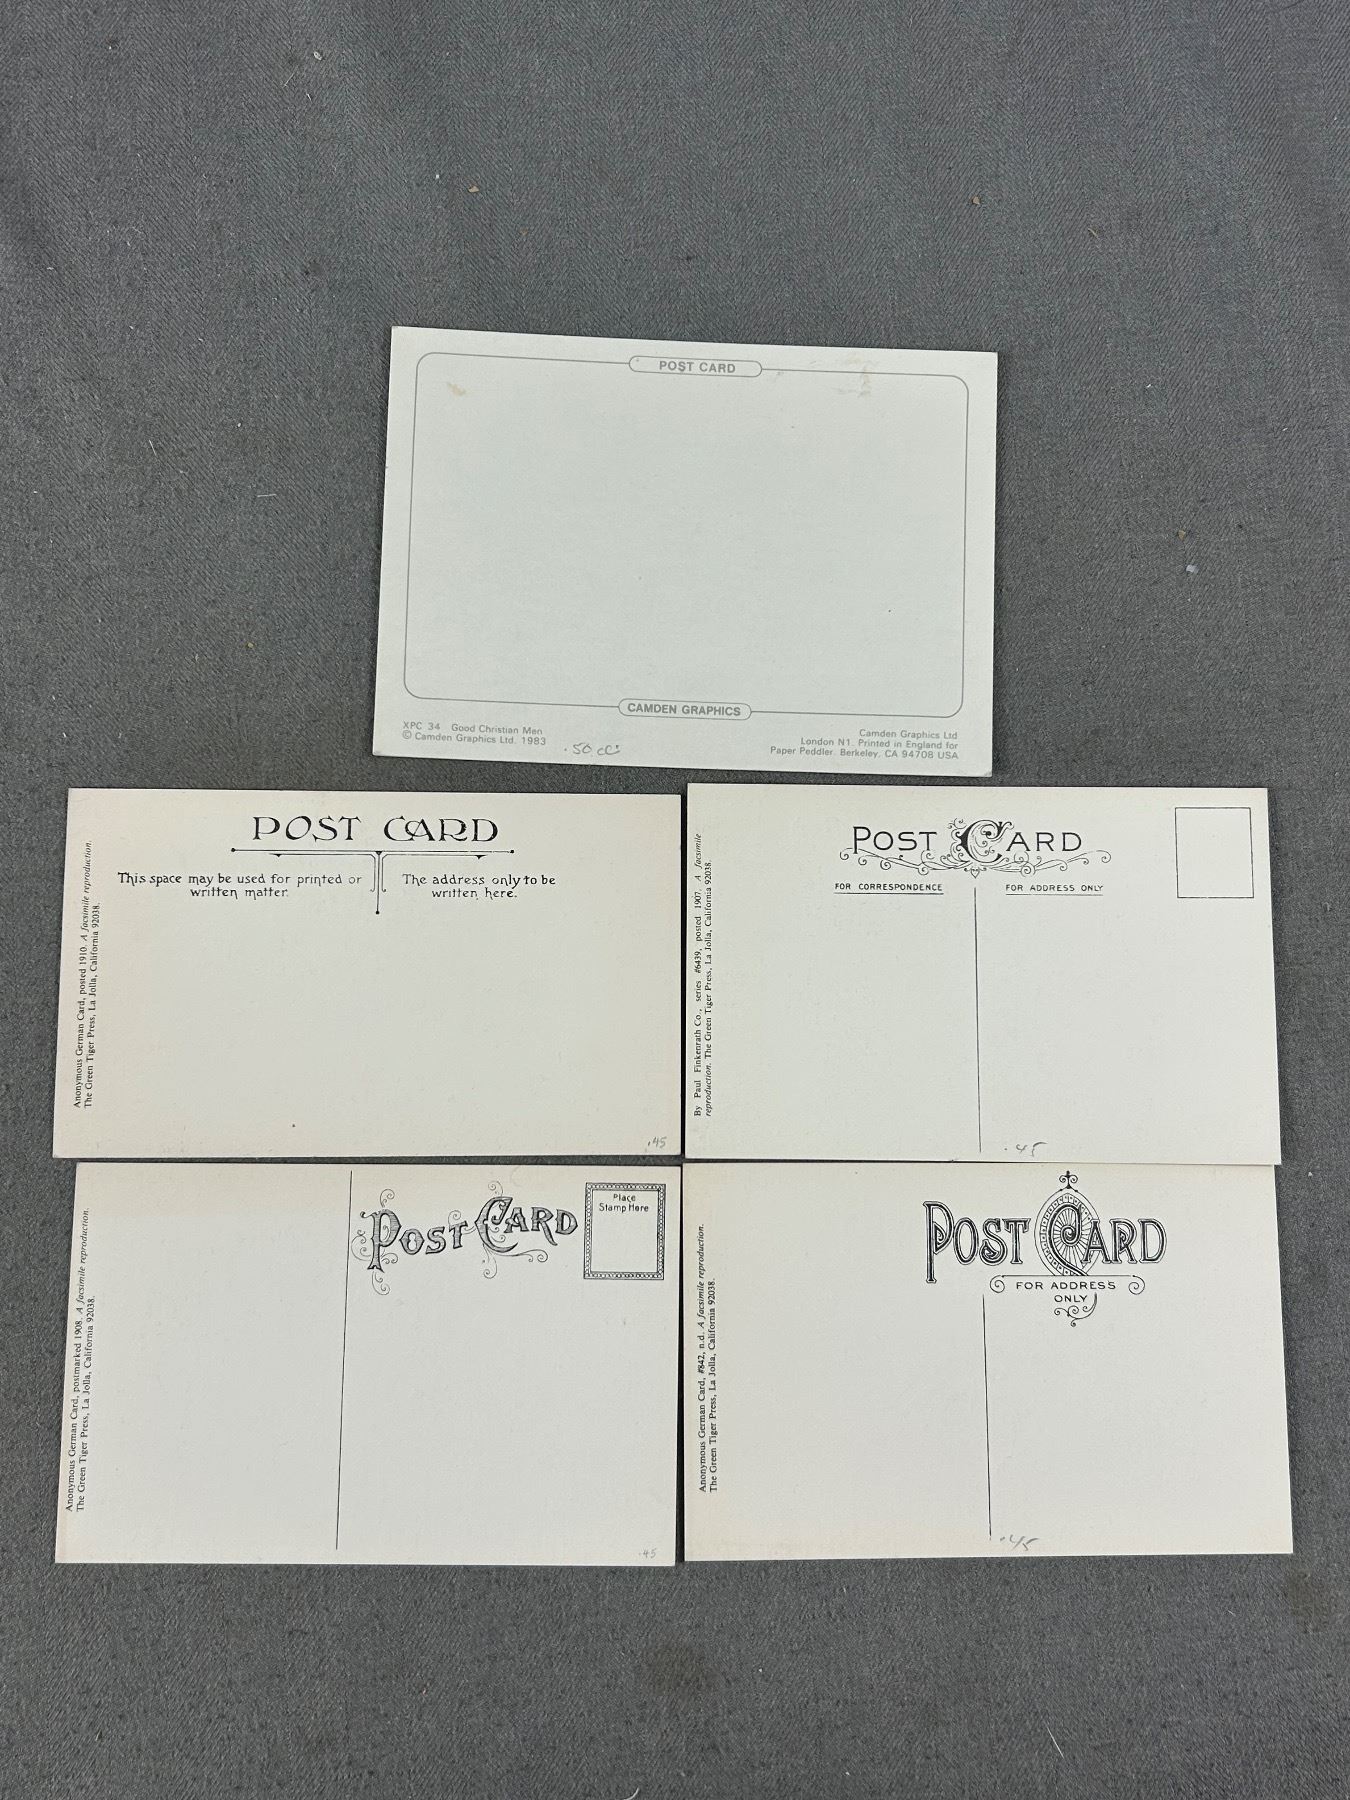 POST CARD
CAMDEN GRAPHICS
XPC 34 Good Christian Men
© Camden Graphics Ltd. 1983
.50 cc
Camden Graphics Ltd
London N1. Printed in England for
Paper Peddler. Berkeley, CA 94708 USA
POST CARD
This space may be used for printed or
written matter.
The address only to be
written here.
Anonymous German Card, posted 1910. A facsimile reproduction.
The Green Tiger Press, La Jolla, California 92038.
.45
POST CARD
FOR CORRESPONDENCE
FOR ADDRESS ONLY
By Paul Finkenrath Co., series #6439, posted 1907. A facsimile
reproduction. The Green Tiger Press, La Jolla, California 92038.
.45
POST CARD
Place
Stamp Here
Anonymous German Card, postmarked 1908. A facsimile reproduction.
The Green Tiger Press, La Jolla, California 92038.
.45
POST CARD
FOR ADDRESS
ONLY
Anonymous German Card, #842, n.d. A facsimile reproduction.
The Green Tiger Press, La Jolla, California 92038.
.45